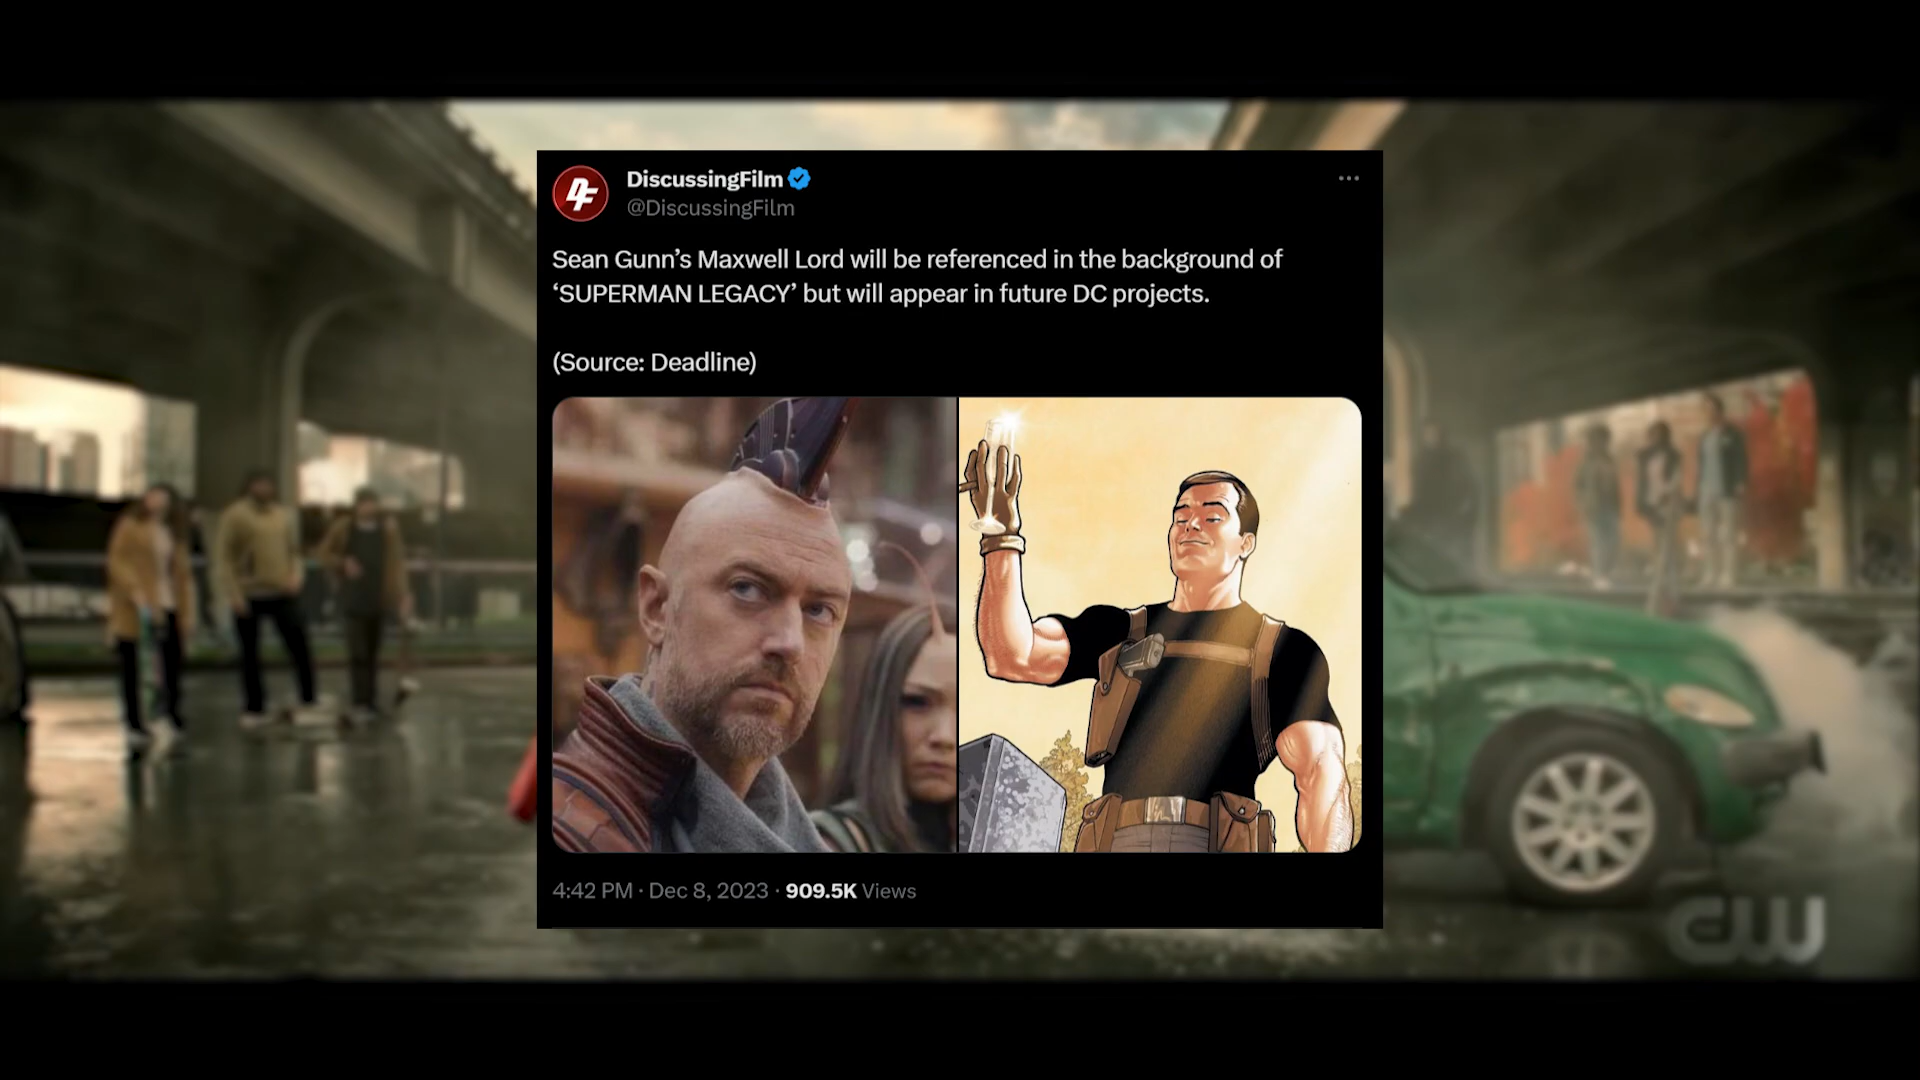 DF
DiscussingFilm
@DiscussingFilm
Sean Gunn’s Maxwell Lord will be referenced in the background of
‘SUPERMAN LEGACY’ but will appear in future DC projects.
(Source: Deadline)
4:42 PM · Dec 8, 2023 · 909.5K Views
CW